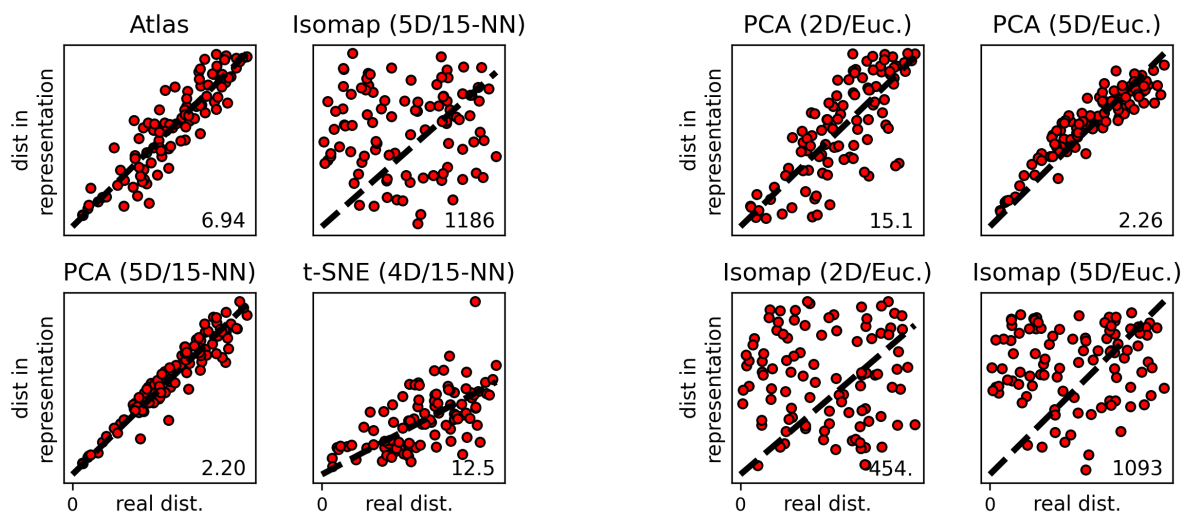 Atlas
Isomap (5D/15-NN)
PCA (2D/Euc.)
PCA (5D/Euc.)
dist in
representation
6.94
1186
dist in
representation
15.1
2.26
PCA (5D/15-NN)
t-SNE (4D/15-NN)
Isomap (2D/Euc.)
Isomap (5D/Euc.)
dist in
representation
2.20
12.5
dist in
representation
454.
1093
0 real dist.
0 real dist.
0 real dist.
0 real dist.